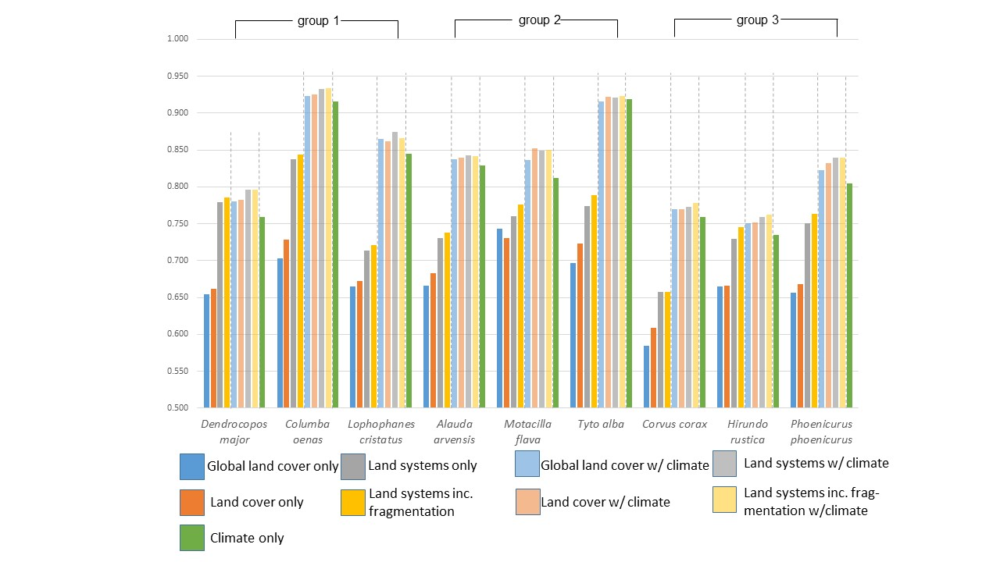 group 1
group 2
group 3
1.000
0.950
0.900
0.850
0.800
0.750
0.700
0.650
0.600
0.550
0.500
Dendrocopos
major
Columba
oenas
Lophophanes
cristatus
Alauda
arvensis
Motacilla
flava
Tyto alba
Corvus corax
Hirundo
rustica
Phoenicurus
phoenicurus
Global land cover only
Land systems only
Global land cover w/ climate
Land systems w/ climate
Land cover only
Land systems inc.
fragmentation
Land cover w/ climate
Land systems inc. frag-
mentation w/climate
Climate only